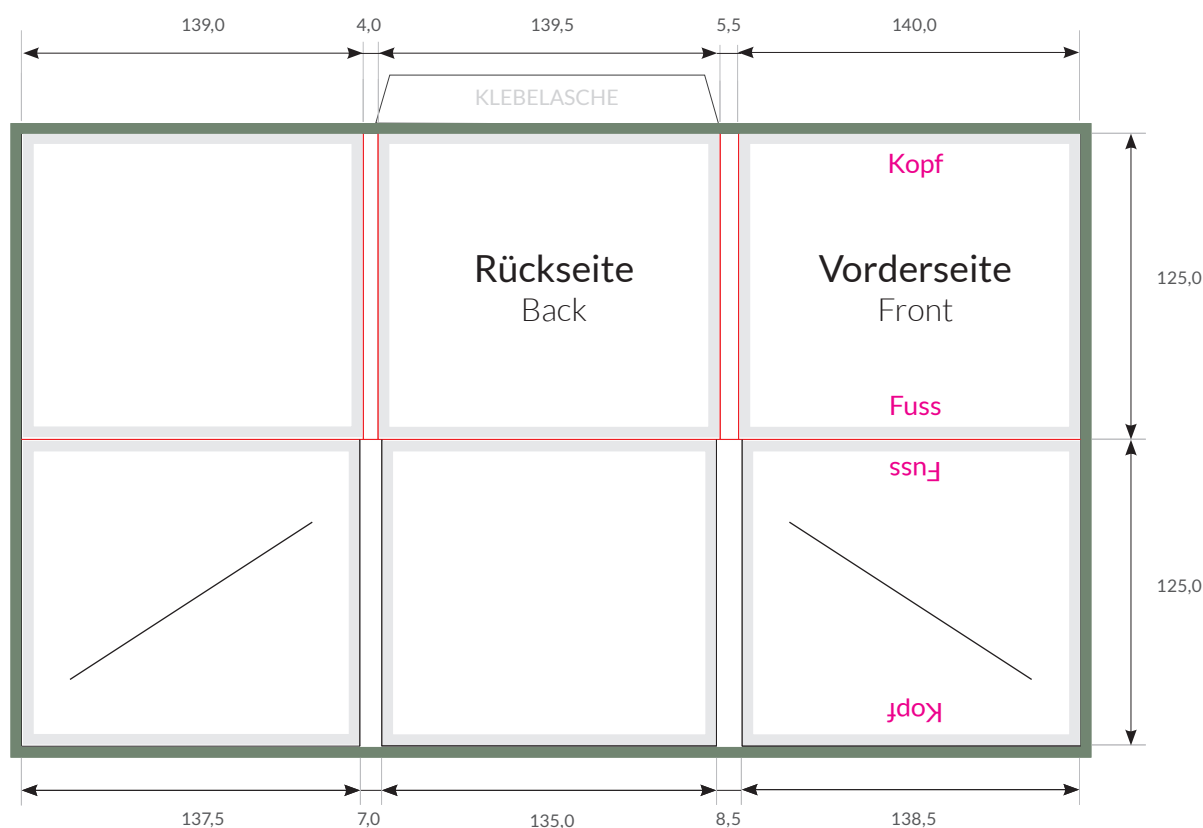 139,0 4,0 139,5 5,5 140,0
KLEBELASCHE
Kopf
Rückseite
Back
Vorderseite
Front
125,0
Fuss
Fuss
125,0
Kopf
137,5 7,0 135,0 8,5 138,5